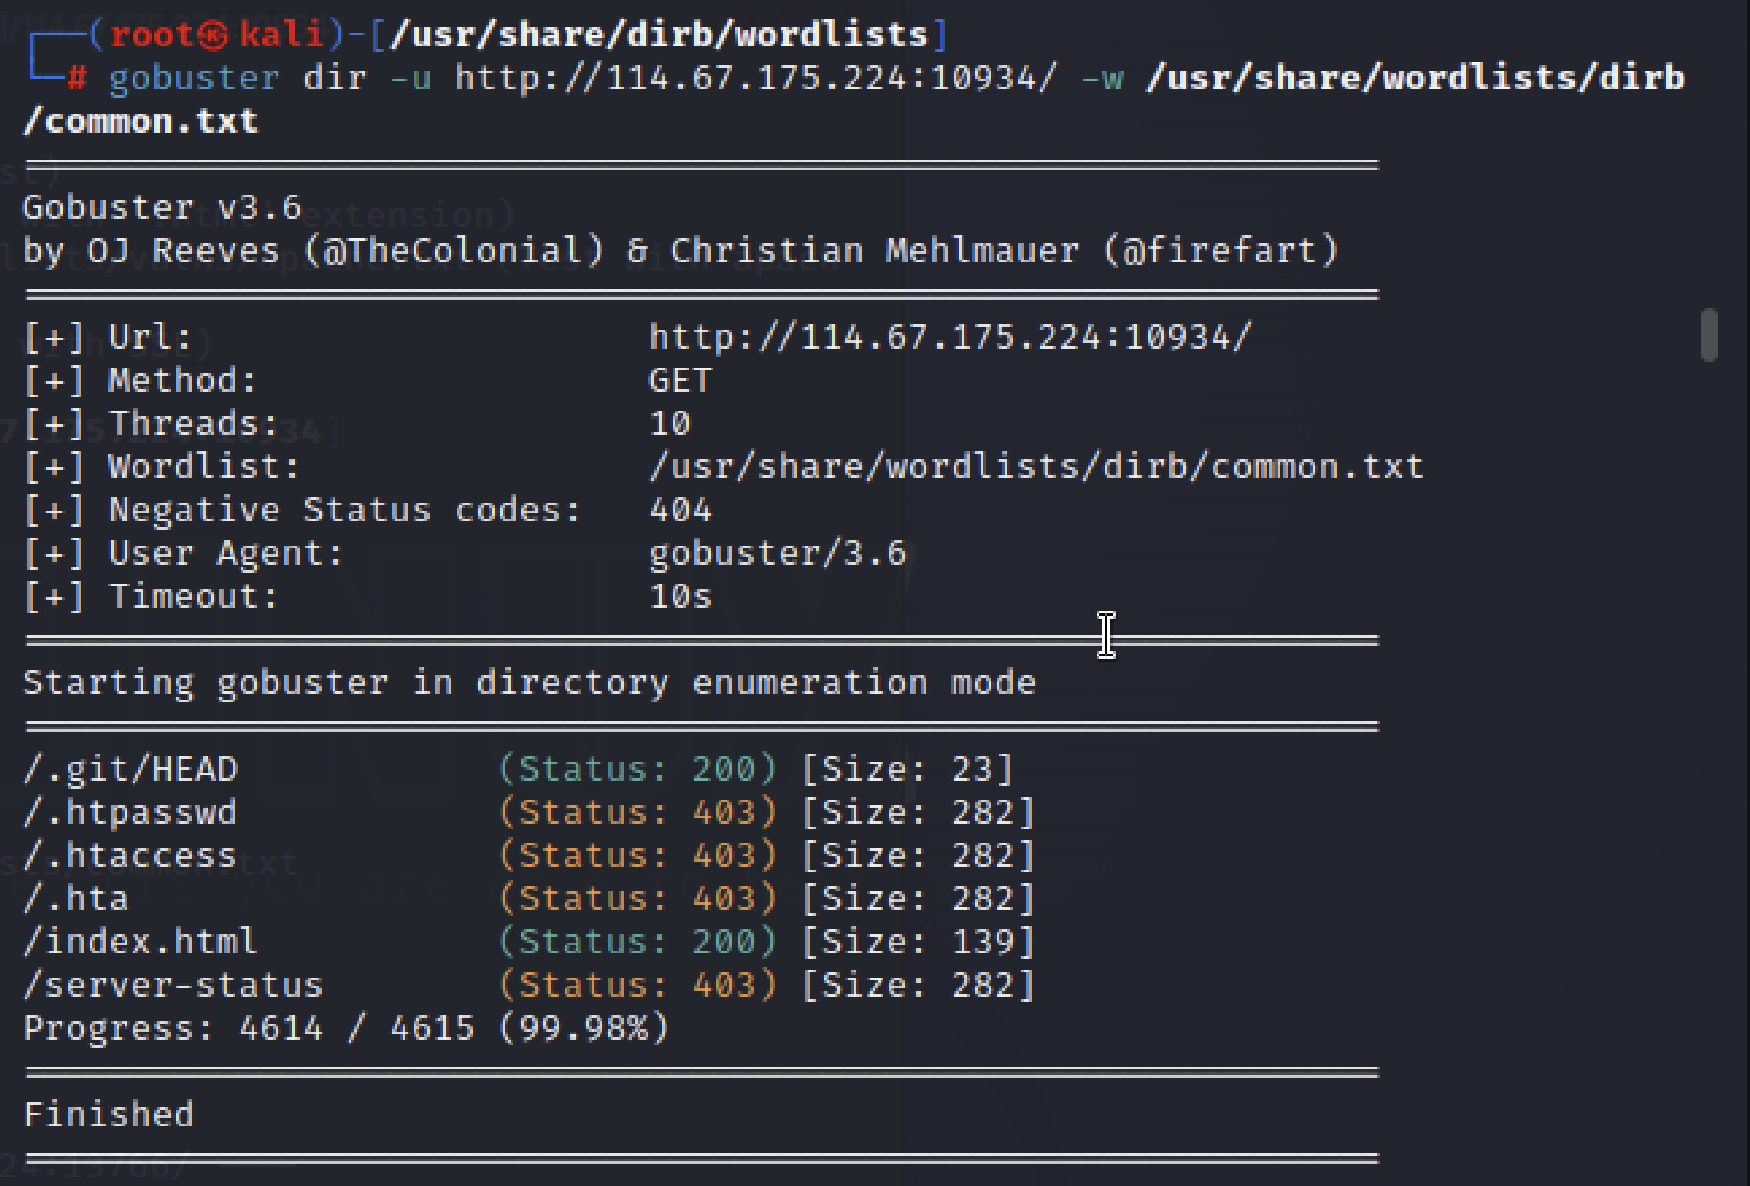 ┌──(root㉿kali)-[/usr/share/dirb/wordlists]
└─# gobuster dir -u http://114.67.175.224:10934/ -w /usr/share/wordlists/dirb
/common.txt
Gobuster v3.6
by OJ Reeves (@TheColonial) & Christian Mehlmauer (@firefart)
[+] Url: http://114.67.175.224:10934/
[+] Method: GET
[+] Threads: 10
[+] Wordlist: /usr/share/wordlists/dirb/common.txt
[+] Negative Status codes: 404
[+] User Agent: gobuster/3.6
[+] Timeout: 10s
Starting gobuster in directory enumeration mode
/.git/HEAD (Status: 200) [Size: 23]
/.htpasswd (Status: 403) [Size: 282]
/.htaccess (Status: 403) [Size: 282]
/.hta (Status: 403) [Size: 282]
/index.html (Status: 200) [Size: 139]
/server-status (Status: 403) [Size: 282]
Progress: 4614 / 4615 (99.98%)
Finished